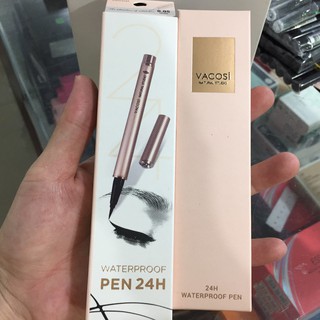 WATERPROOF
PEN 24H
VACOSI
24H
WATERPROOF PEN